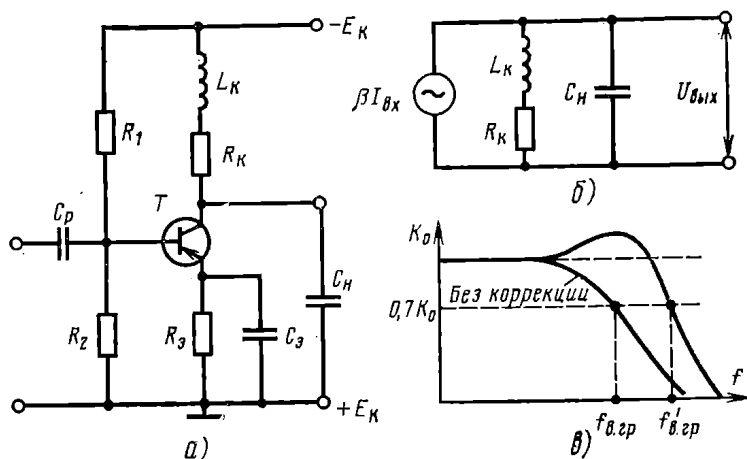 −Eк
Lк
R1
Rк
T
Cр
Cн
R2
Rэ
Cэ
+Eк
а)
βIвх
Lк
Rк
Cн
Uвых
б)
K0
Без коррекции
0,7K0
f
fв.гр
f'в.гр
в)